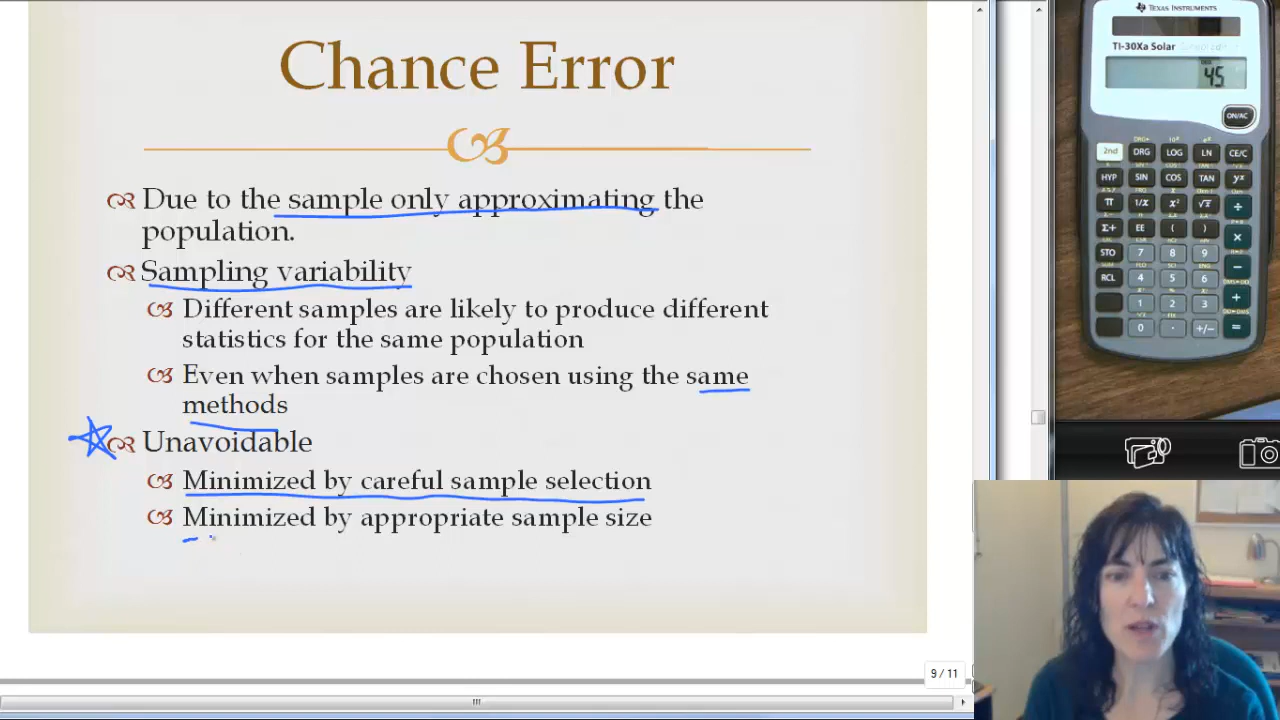 Chance Error
Due to the sample only approximating the
population.
Sampling variability
Different samples are likely to produce different
statistics for the same population
Even when samples are chosen using the same
methods
Unavoidable
Minimized by careful sample selection
Minimized by appropriate sample size
9 / 11
TEXAS INSTRUMENTS
TI-30Xa Solar
DEG
45
ON/AC
2nd DRG LOG LN CE/C
HYP SIN COS TAN yˣ
π 1/x x² √x ÷
Σ+ EE ( ) ×
STO 7 8 9 −
RCL 4 5 6 +
1 2 3
0 . +/− =